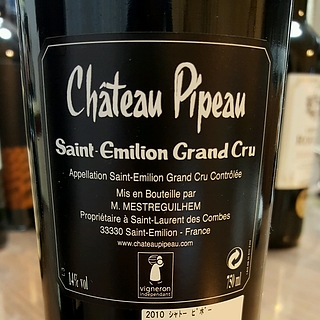 Château Pipeau
Saint-Emilion Grand Cru
Appellation Saint-Emilion Grand Cru Contrôlée
Mis en Bouteille par
M. MESTREGUILHEM
Propriétaire à Saint-Laurent des Combes
33330 Saint-Emilion - France
www.chateaupipeau.com
14% vol
vigneron
indépendant
750 ml
2010 シャトー ピポー